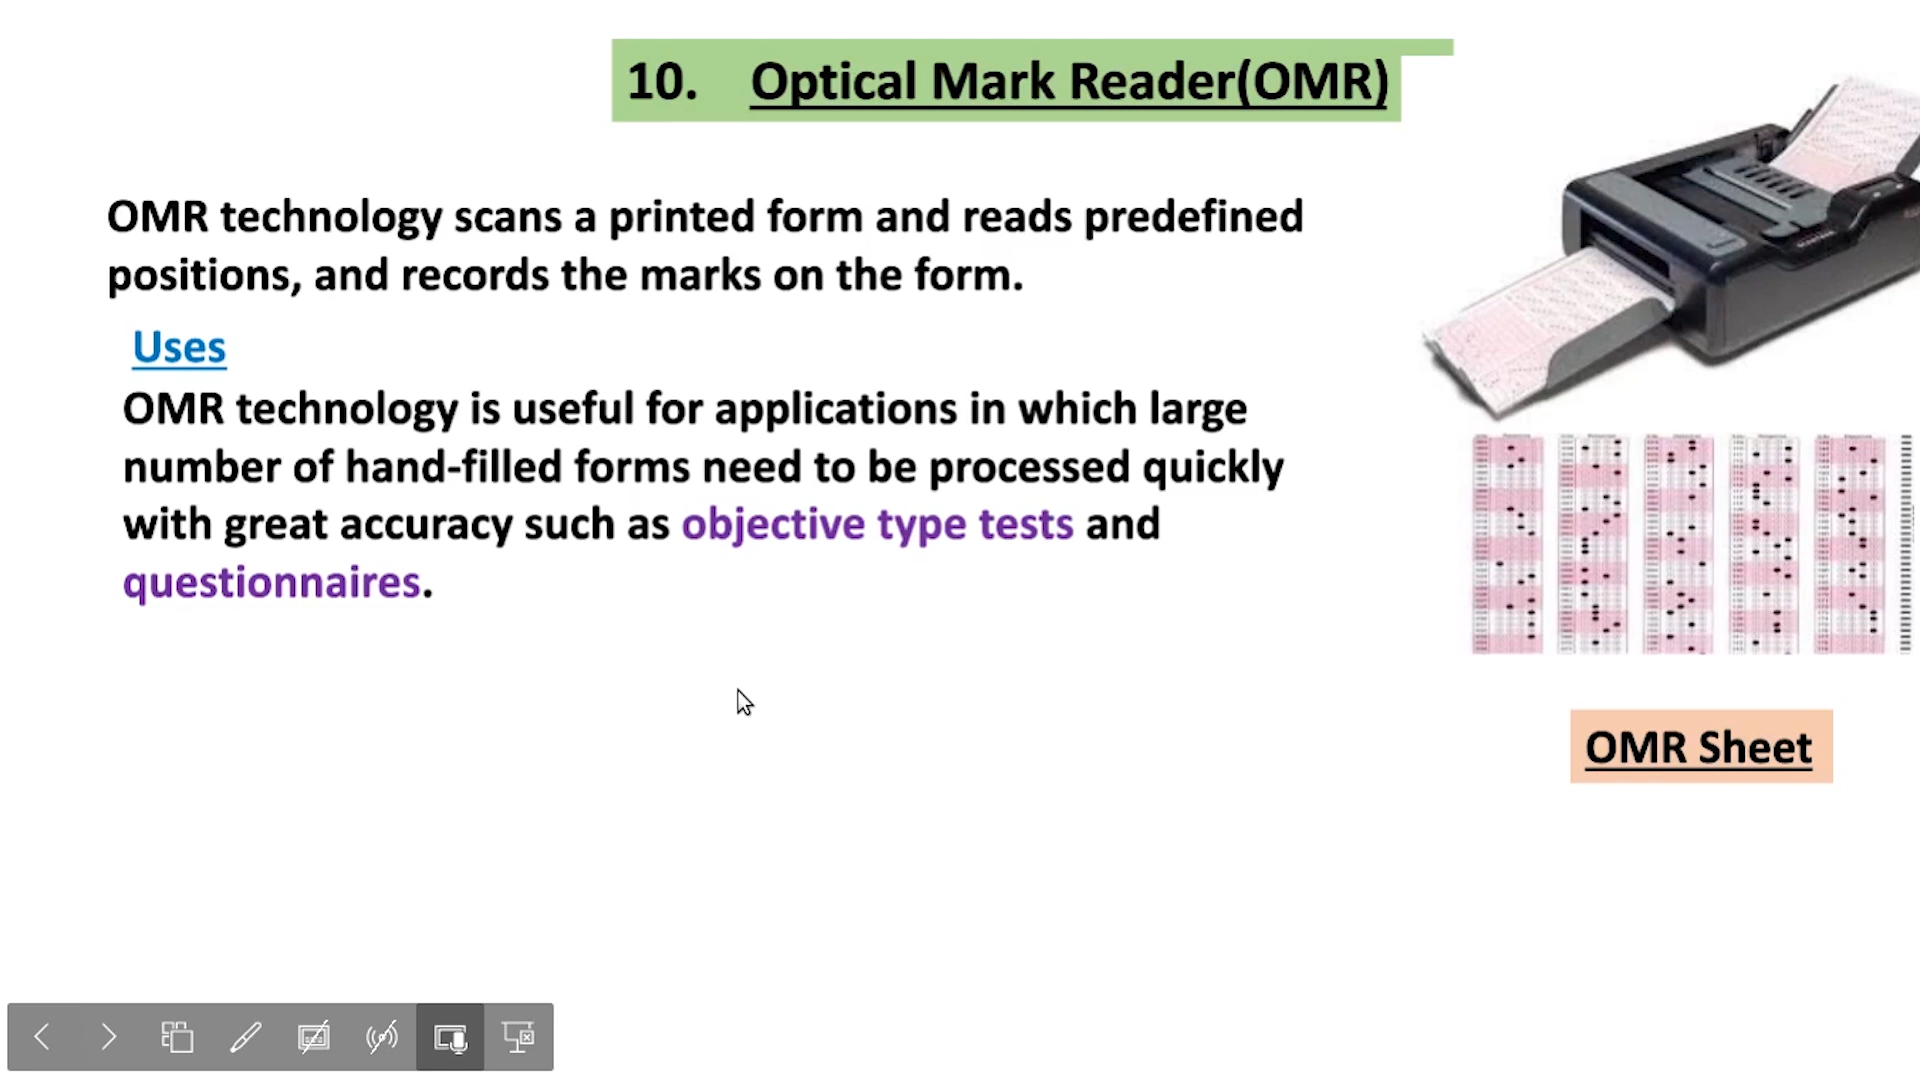 10. Optical Mark Reader(OMR)
OMR technology scans a printed form and reads predefined
positions, and records the marks on the form.
Uses
OMR technology is useful for applications in which large
number of hand-filled forms need to be processed quickly
with great accuracy such as objective type tests and
questionnaires.
OMR Sheet